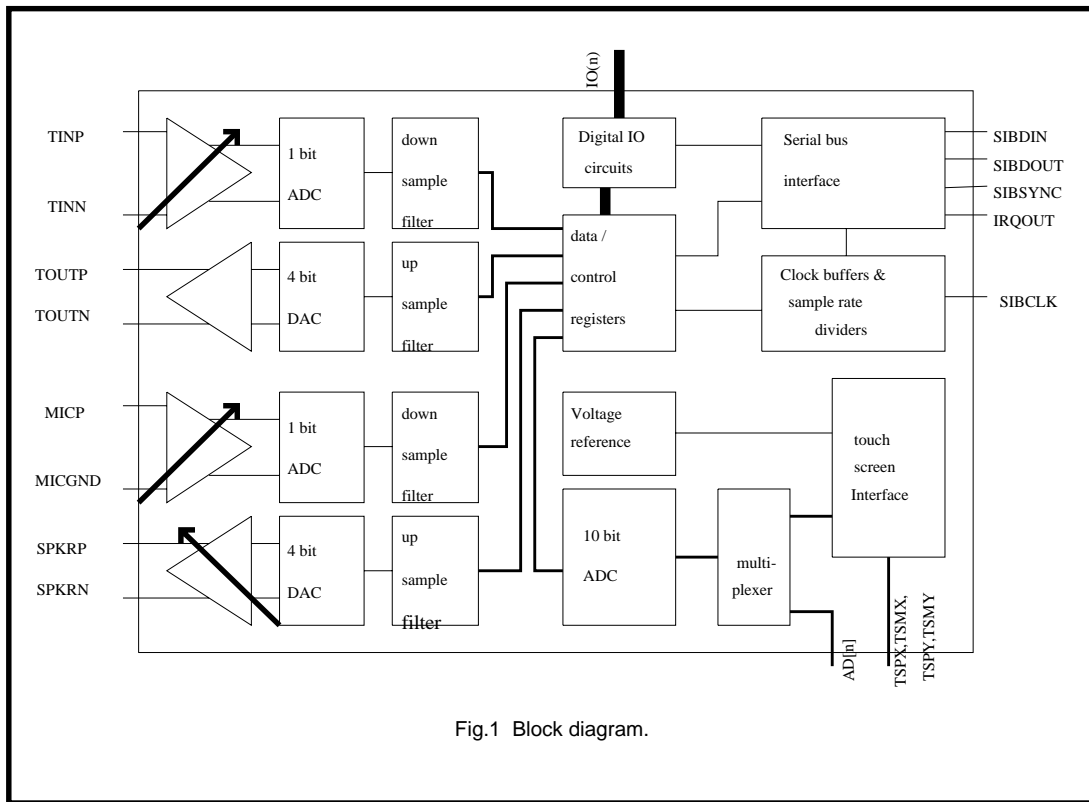 IO(n)
TINP
TINN
1 bit
ADC
down
sample
filter
Digital IO
circuits
Serial bus
interface
SIBDIN
SIBDOUT
SIBSYNC
IRQOUT
TOUTP
TOUTN
4 bit
DAC
up
sample
filter
data /
control
registers
Clock buffers &
sample rate
dividers
SIBCLK
MICP
MICGND
1 bit
ADC
down
sample
filter
Voltage
reference
touch
screen
Interface
SPKRP
SPKRN
4 bit
DAC
up
sample
filter
10 bit
ADC
multi-
plexer
AD[n]
TSPX,TSMX,
TSPY,TSMY
Fig.1 Block diagram.